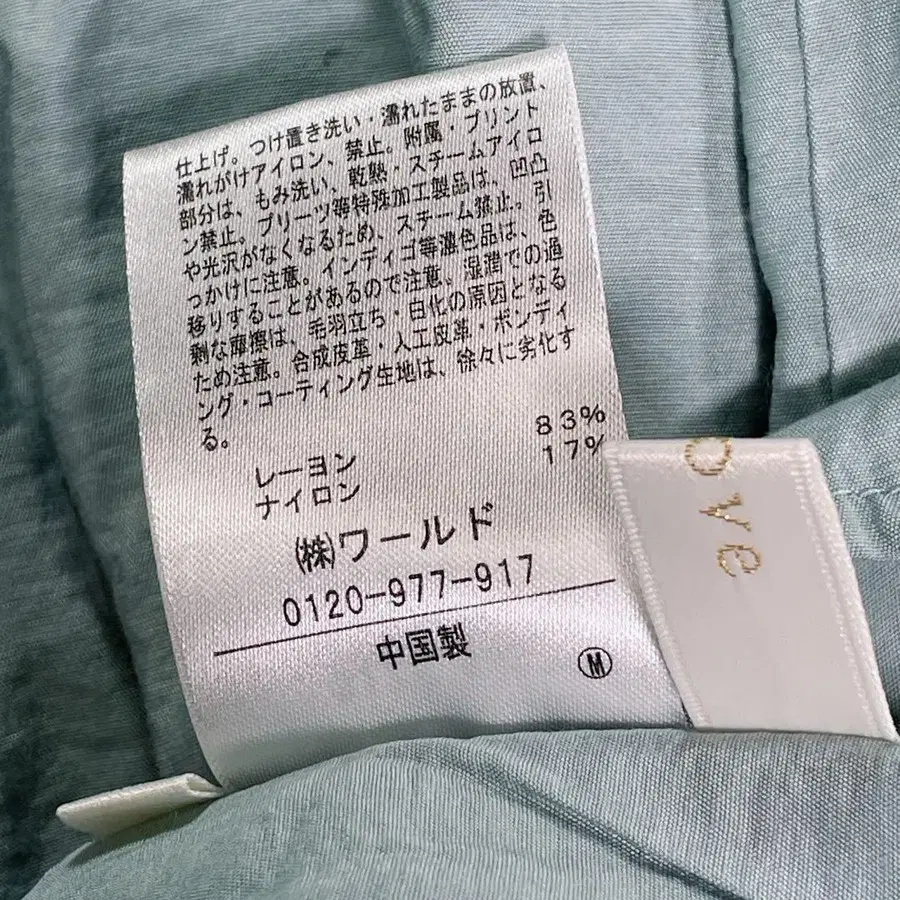 仕上げ。つけ置き洗い・濡れたままの放置、
濡れがけアイロン、禁止。附属・プリント
部分は、もみ洗い、乾熱・スチームアイロ
ン禁止。プリーツ等特殊加工製品は、凹凸
や光沢がなくなるため、スチーム禁止。引
っかけに注意。インディゴ等濃色品は、色
移りすることがあるので注意。湿潤での過
剰な摩擦は、毛羽立ち・白化の原因となる
ため注意。合成皮革・人工皮革・ボンディ
ング・コーティング生地は、徐々に劣化す
る。
レーヨン 83%
ナイロン 17%
㈱ワールド
0120-977-917
中国製
Ⓜ
ove